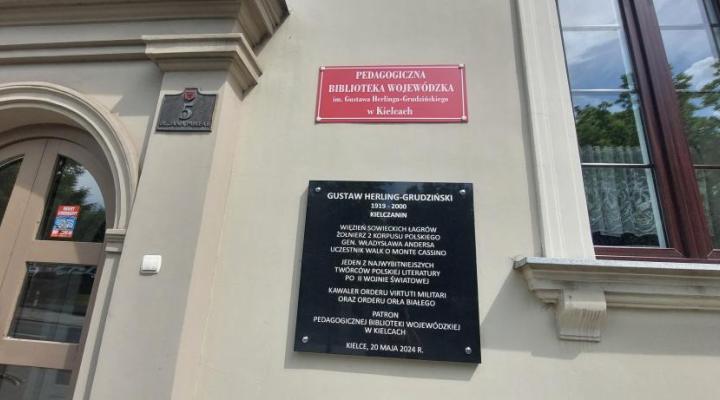 PEDAGOGICZNA
BIBLIOTEKA WOJEWÓDZKA
im. Gustawa Herlinga-Grudzińskiego
w Kielcach
5
GUSTAW HERLING-GRUDZIŃSKI
1919 - 2000
KIELCZANIN
WIĘZIEŃ SOWIECKICH ŁAGRÓW
ŻOŁNIERZ 2 KORPUSU POLSKIEGO
GEN. WŁADYSŁAWA ANDERSA
UCZESTNIK WALK O MONTE CASSINO
JEDEN Z NAJWYBITNIEJSZYCH
TWÓRCÓW POLSKIEJ LITERATURY
PO II WOJNIE ŚWIATOWEJ
KAWALER ORDERU VIRTUTI MILITARI
ORAZ ORDERU ORŁA BIAŁEGO
PATRON
PEDAGOGICZNEJ BIBLIOTEKI WOJEWÓDZKIEJ
W KIELCACH
KIELCE, 20 MAJA 2024 R.